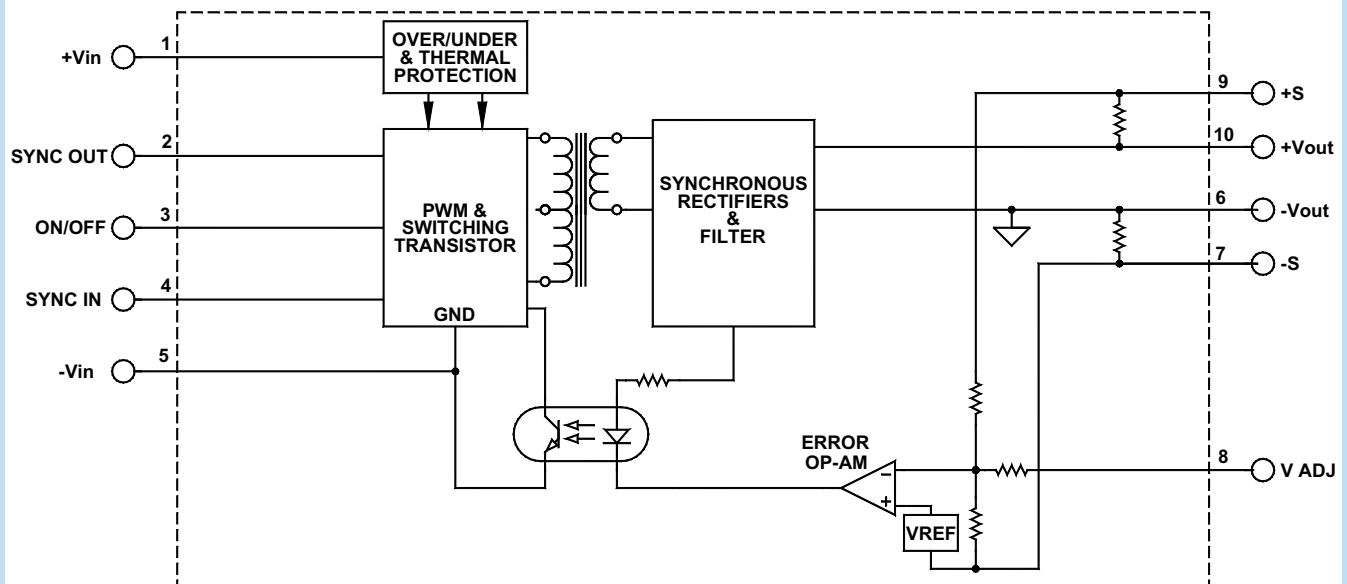 OVER/UNDER
& THERMAL
PROTECTION
+Vin
1
SYNC OUT
2
ON/OFF
3
SYNC IN
4
-Vin
5
PWM &
SWITCHING
TRANSISTOR
GND
SYNCHRONOUS
RECTIFIERS
&
FILTER
9
+S
10
+Vout
6
-Vout
7
-S
8
V ADJ
ERROR
OP-AM
–
+
VREF